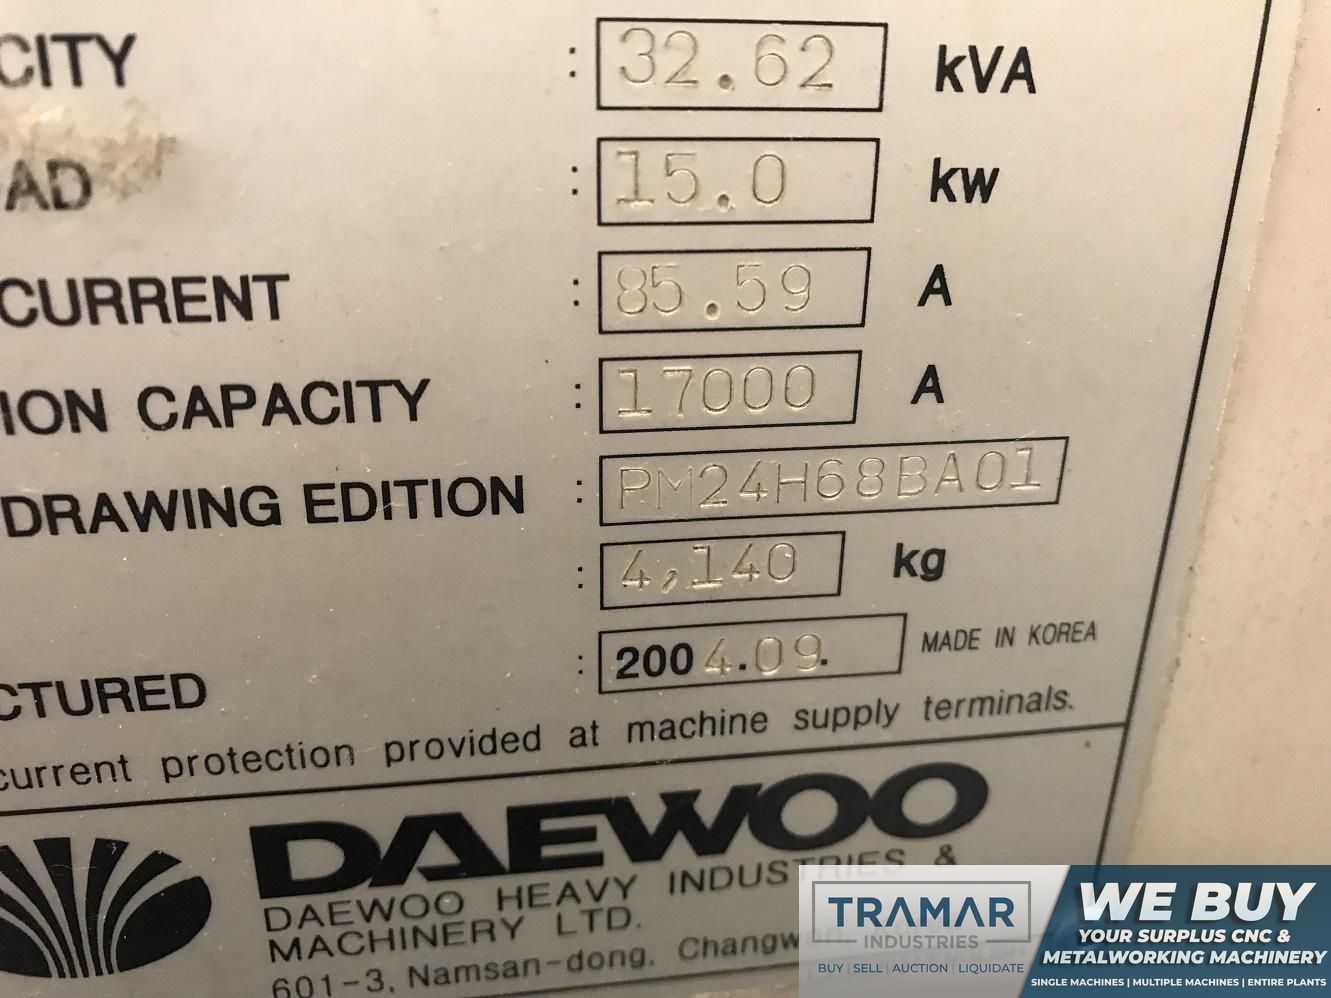 CITY : 32.62 kVA
AD : 15.0 kw
CURRENT : 85.59 A
ION CAPACITY : 17000 A
DRAWING EDITION : PM24H68BA01
: 4,140 kg
CTURED : 2004.09. MADE IN KOREA
current protection provided at machine supply terminals.
DAEWOO
DAEWOO HEAVY INDUSTRIES &
MACHINERY LTD.
601-3, Namsan-dong, Changwon
TRAMAR
INDUSTRIES
BUY | SELL | AUCTION | LIQUIDATE
WE BUY
YOUR SURPLUS CNC &
METALWORKING MACHINERY
SINGLE MACHINES | MULTIPLE MACHINES | ENTIRE PLANTS